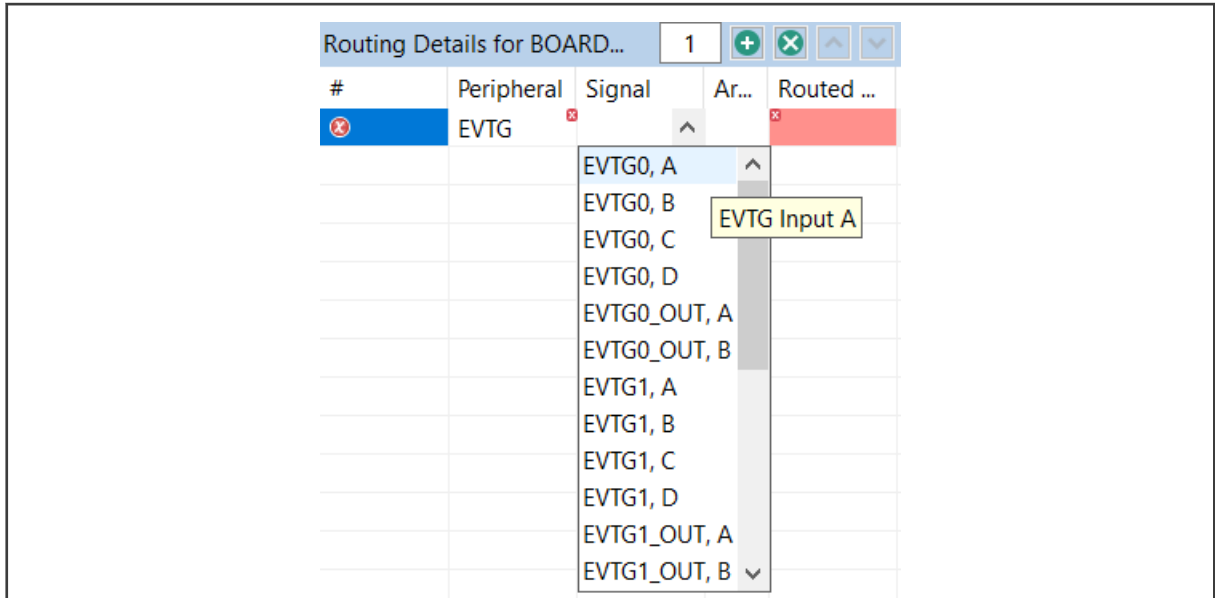 Routing Details for BOARD... 1
# Peripheral Signal Ar... Routed ...
EVTG
EVTG0, A
EVTG0, B
EVTG Input A
EVTG0, C
EVTG0, D
EVTG0_OUT, A
EVTG0_OUT, B
EVTG1, A
EVTG1, B
EVTG1, C
EVTG1, D
EVTG1_OUT, A
EVTG1_OUT, B